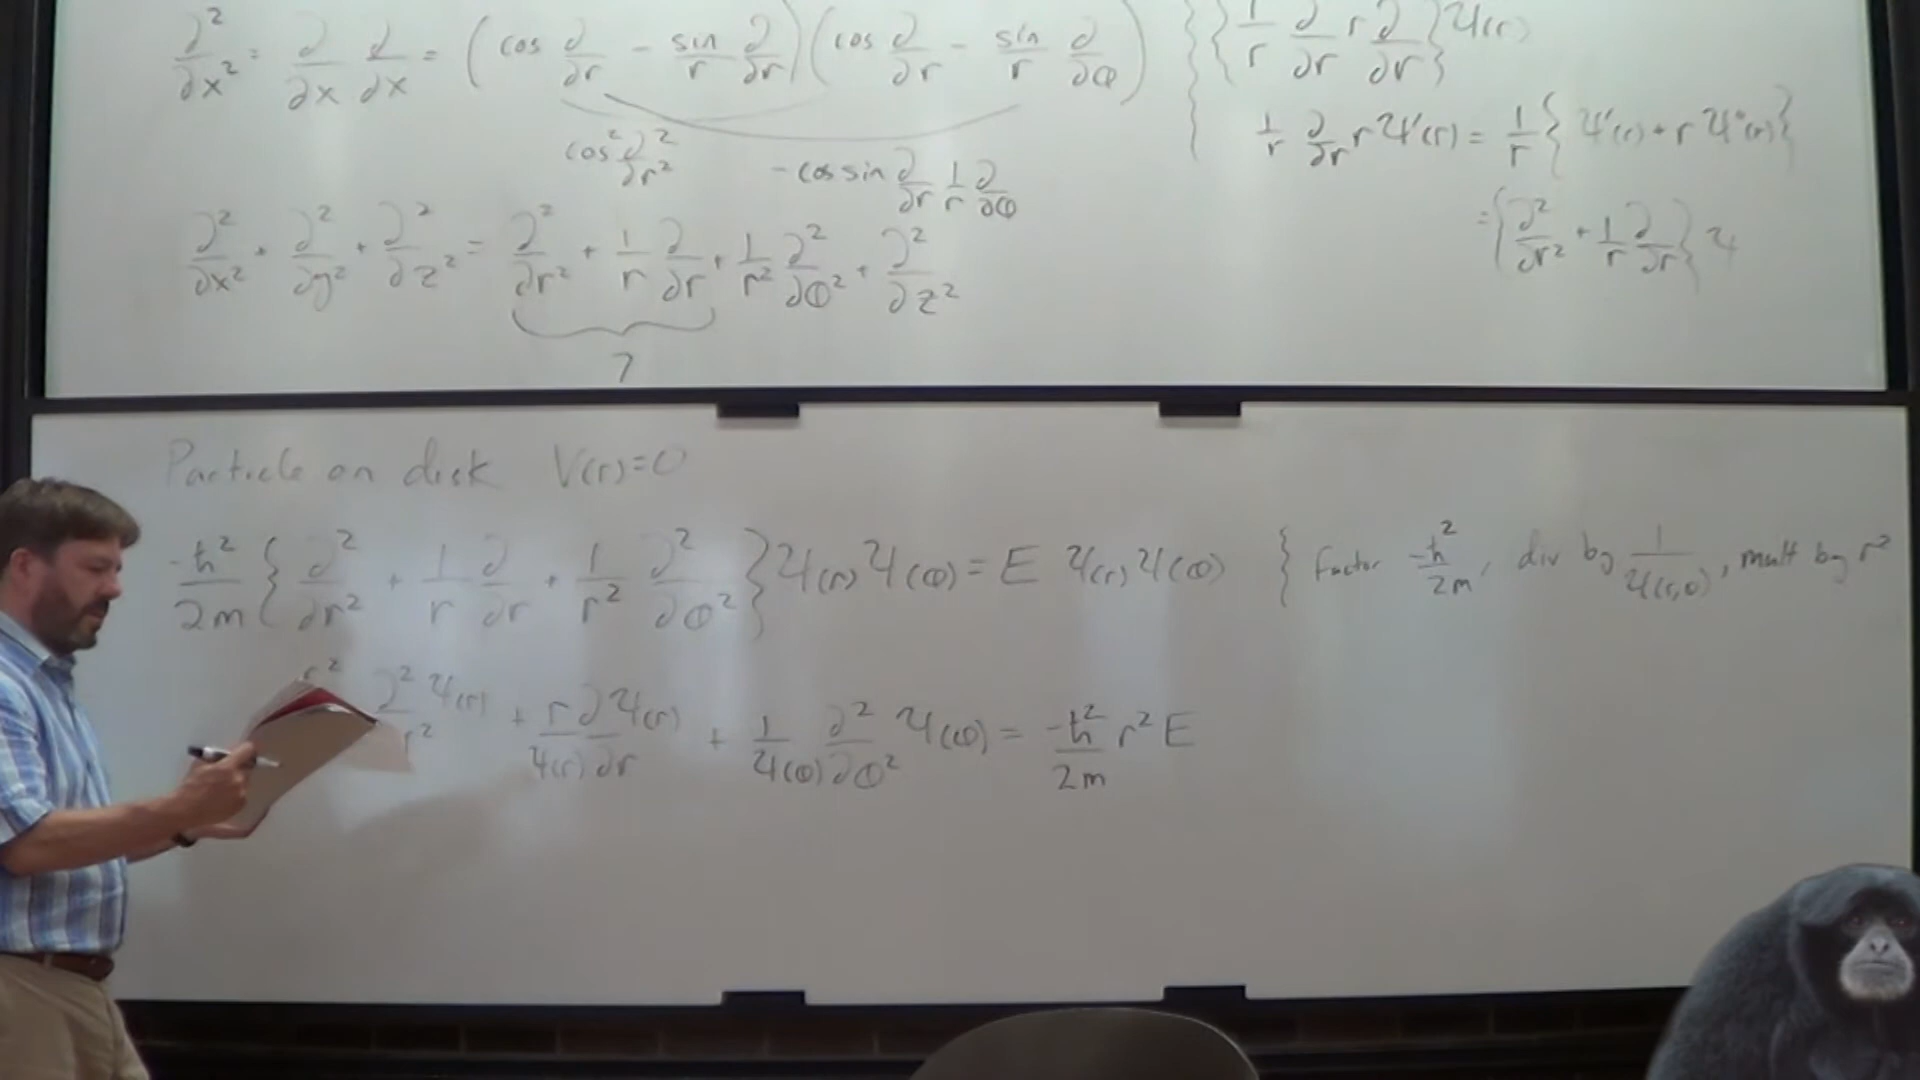 ∂²/∂x² = ∂/∂x ∂/∂x = (cos ∂/∂r - sin/r ∂/∂r)(cos ∂/∂r - sin/r ∂/∂θ)
cos² ∂²/∂r²
-cos sin ∂/∂r 1/r ∂/∂θ
∂²/∂x² + ∂²/∂y² + ∂²/∂z² = ∂²/∂r² + 1/r ∂/∂r + 1/r² ∂²/∂θ² + ∂²/∂z²
{1/r ∂/∂r r ∂/∂r}Ψ(r)
1/r ∂/∂r r Ψ'(r) = 1/r {Ψ'(r) + r Ψ"(r)}
= {∂²/∂r² + 1/r ∂/∂r} Ψ
Particle on disk V(r)=0
-ħ²/2m {∂²/∂r² + 1/r ∂/∂r + 1/r² ∂²/∂θ²} Ψ(r) Ψ(θ) = E Ψ(r) Ψ(θ)
} factor -ħ²/2m, div by 1/Ψ(r,θ), mult by r²
r² ∂² Ψ(r) / r² + r ∂Ψ(r) / Ψ(r) ∂r + 1/Ψ(θ) ∂²/∂θ² Ψ(θ) = -ħ²/2m r² E